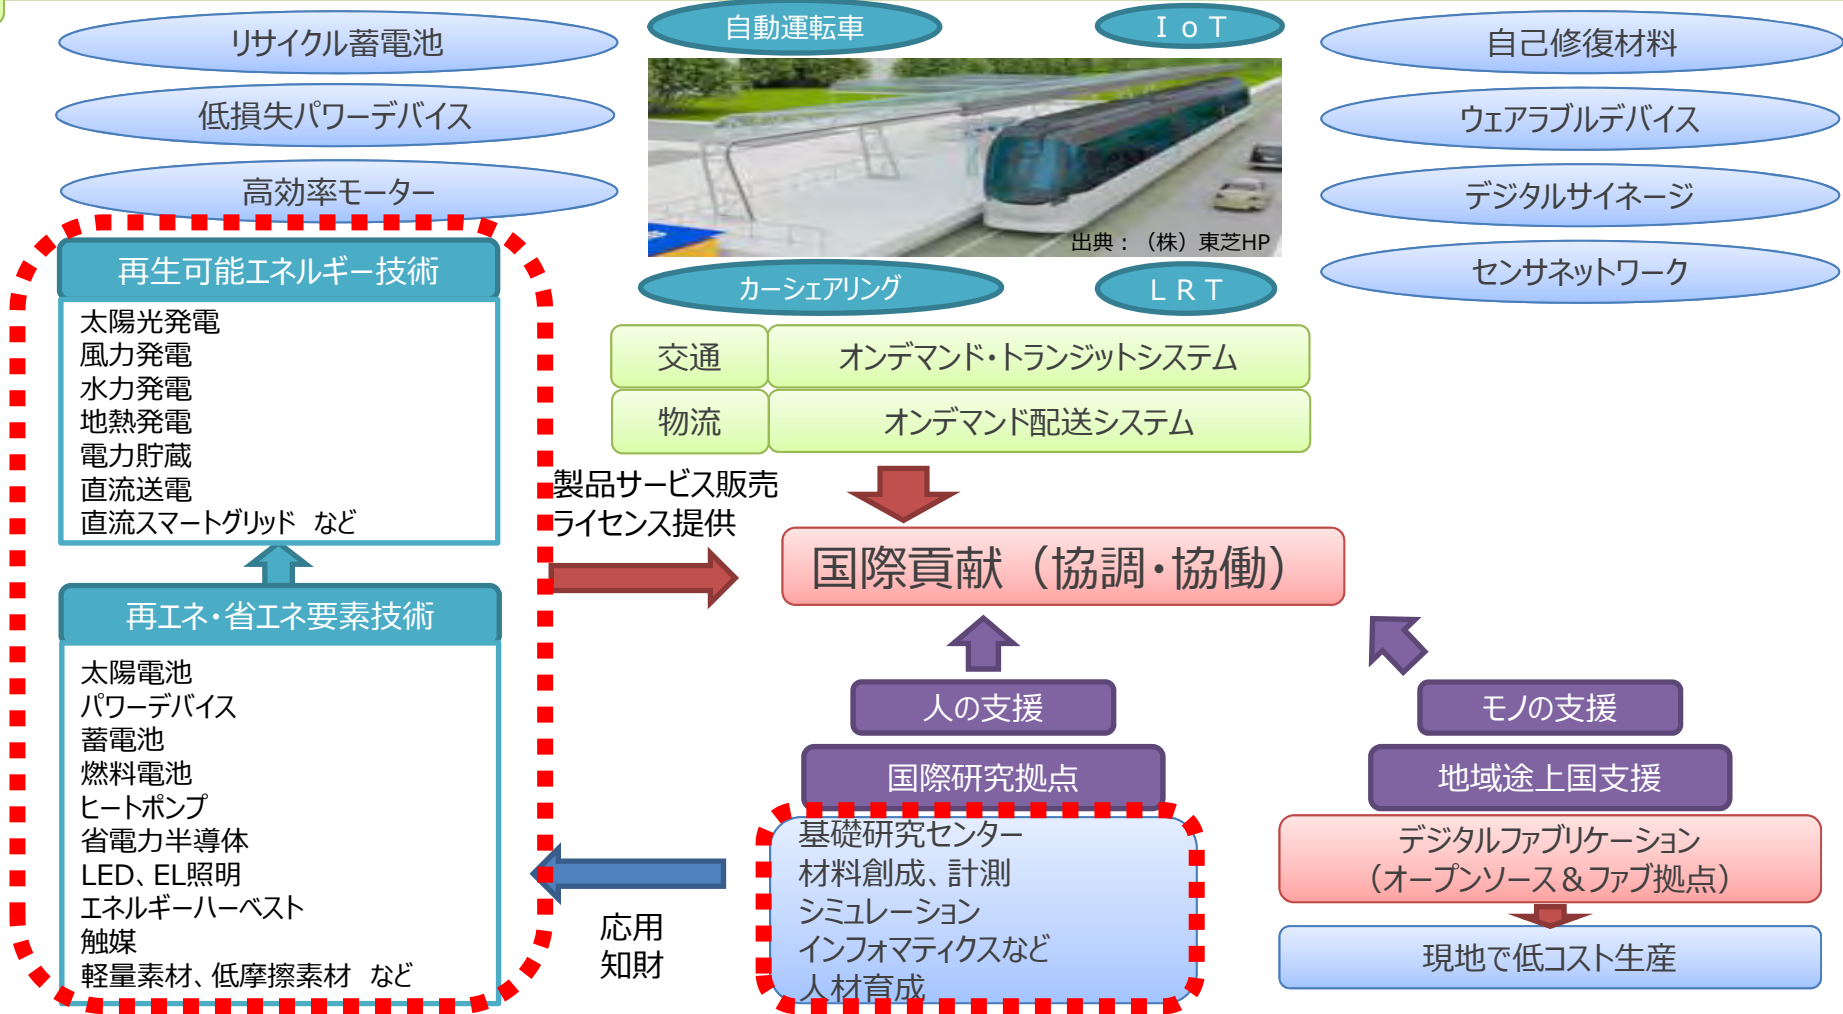 リサイクル蓄電池
低損失パワーデバイス
高効率モーター
自動運転車
ＩｏＴ
出典：（株）東芝HP
カーシェアリング
ＬＲＴ
自己修復材料
ウェアラブルデバイス
デジタルサイネージ
センサネットワーク
再生可能エネルギー技術
太陽光発電
風力発電
水力発電
地熱発電
電力貯蔵
直流送電
直流スマートグリッド　など
再エネ・省エネ要素技術
太陽電池
パワーデバイス
蓄電池
燃料電池
ヒートポンプ
省電力半導体
LED、EL照明
エネルギーハーベスト
触媒
軽量素材、低摩擦素材　など
交通
オンデマンド・トランジットシステム
物流
オンデマンド配送システム
製品サービス販売
ライセンス提供
国際貢献（協調・協働）
人の支援
国際研究拠点
基礎研究センター
材料創成、計測
シミュレーション
インフォマティクスなど
人材育成
応用
知財
モノの支援
地域途上国支援
デジタルファブリケーション
（オープンソース＆ファブ拠点）
現地で低コスト生産